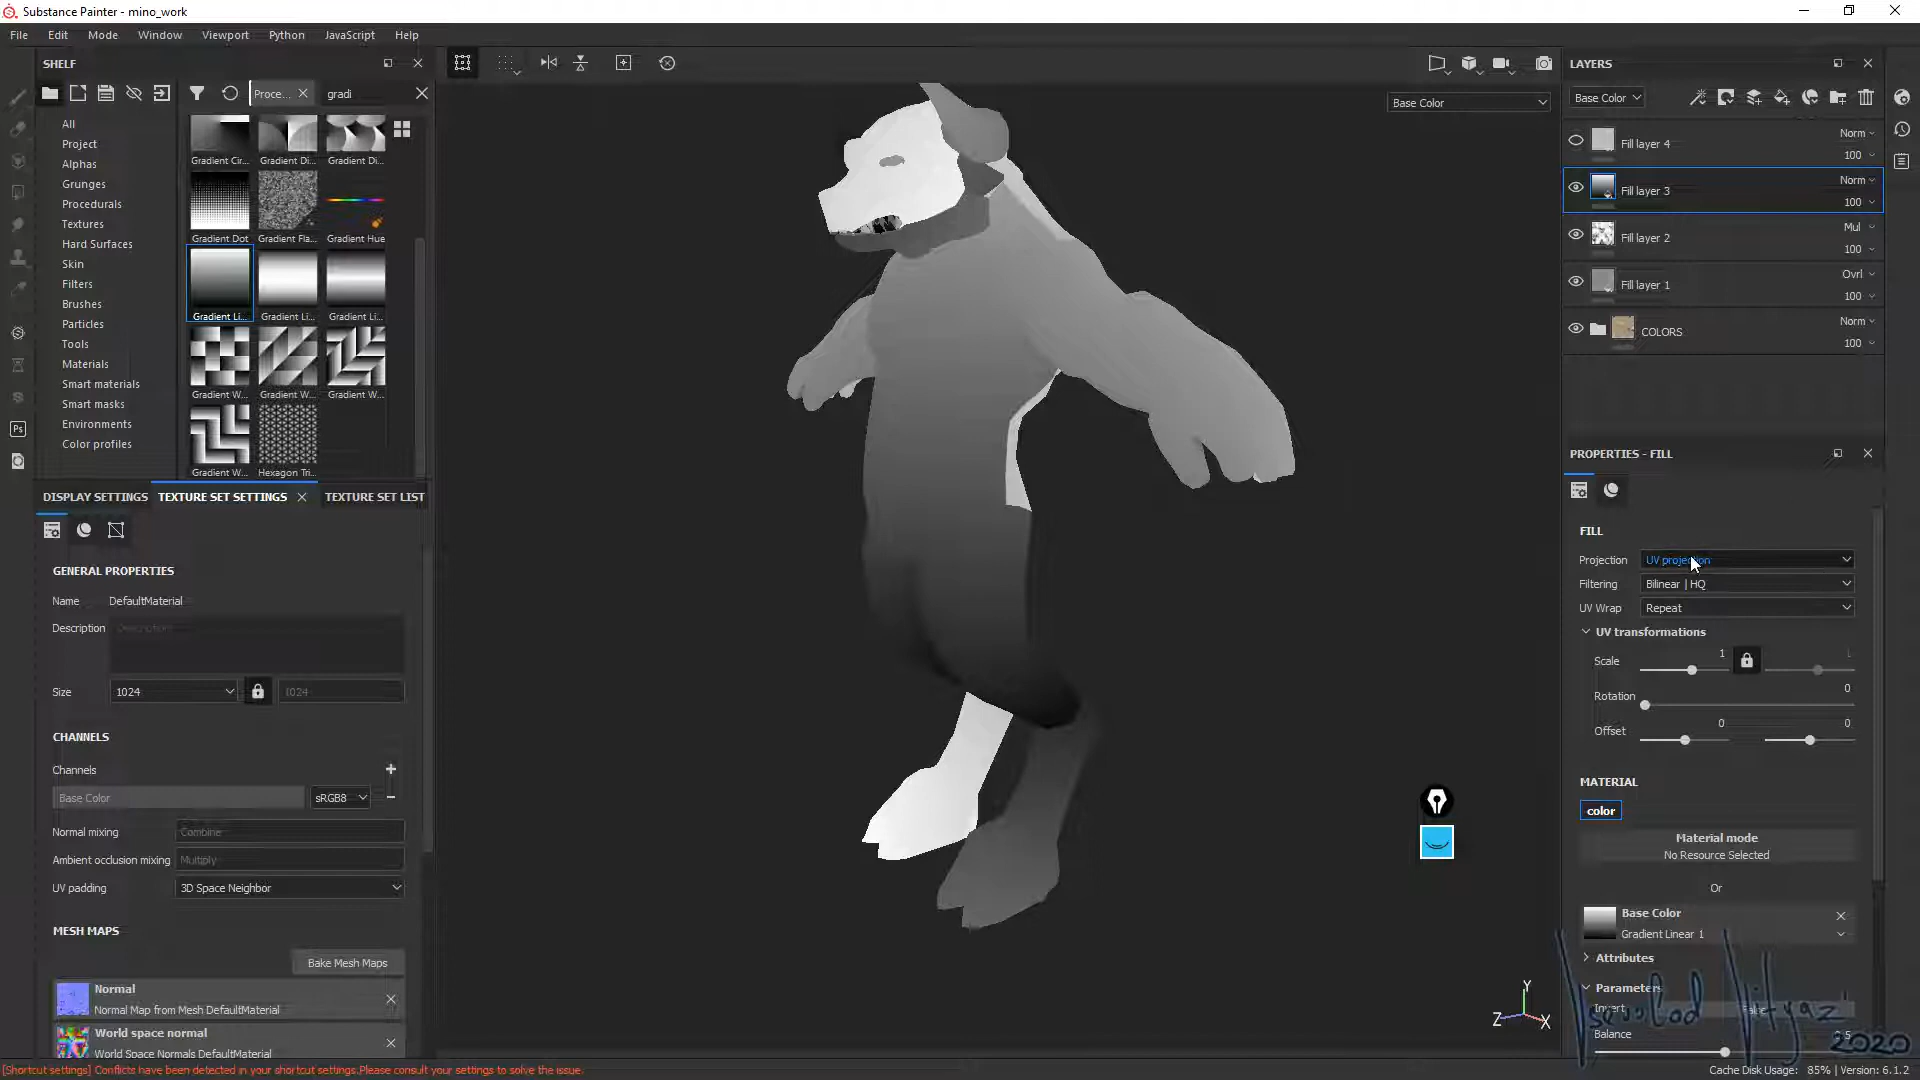 Substance Painter - mino_work
File Edit Mode Window Viewport Python JavaScript Help
SHELF
Proce...
gradi
All
Project
Alphas
Grunges
Procedurals
Textures
Hard Surfaces
Skin
Filters
Brushes
Particles
Tools
Materials
Smart materials
Smart masks
Environments
Color profiles
Gradient Cir... Gradient Di... Gradient Di...
Gradient Dot Gradient Fla... Gradient Hue
Gradient Li... Gradient Li... Gradient Li...
Gradient W... Gradient W... Gradient W...
Gradient W... Hexagon Tri...
Ps
DISPLAY SETTINGS TEXTURE SET SETTINGS TEXTURE SET LIST
GENERAL PROPERTIES
Name DefaultMaterial
Description Description
Size 1024 1024
CHANNELS
Channels
Base Color sRGB8
Normal mixing Combine
Ambient occlusion mixing Multiply
UV padding 3D Space Neighbor
MESH MAPS
Bake Mesh Maps
Normal
Normal Map from Mesh DefaultMaterial
World space normal
World Space Normals DefaultMaterial
[Shortcut settings] Conflicts have been detected in your shortcut settings.Please consult your settings to solve the issue.
Base Color
Y
Z X
LAYERS
Base Color
Fill layer 4 Norm 100
Fill layer 3 Norm 100
Fill layer 2 Mul 100
Fill layer 1 Ovrl 100
COLORS Norm 100
PROPERTIES - FILL
FILL
Projection UV projection
Filtering Bilinear | HQ
UV Wrap Repeat
UV transformations
Scale 1 1
Rotation 0
Offset 0 0
MATERIAL
color
Material mode
No Resource Selected
Or
Base Color
Gradient Linear 1
Attributes
Parameters
Invert
Balance 0.5
2020
Cache Disk Usage: 85% | Version: 6.1.2